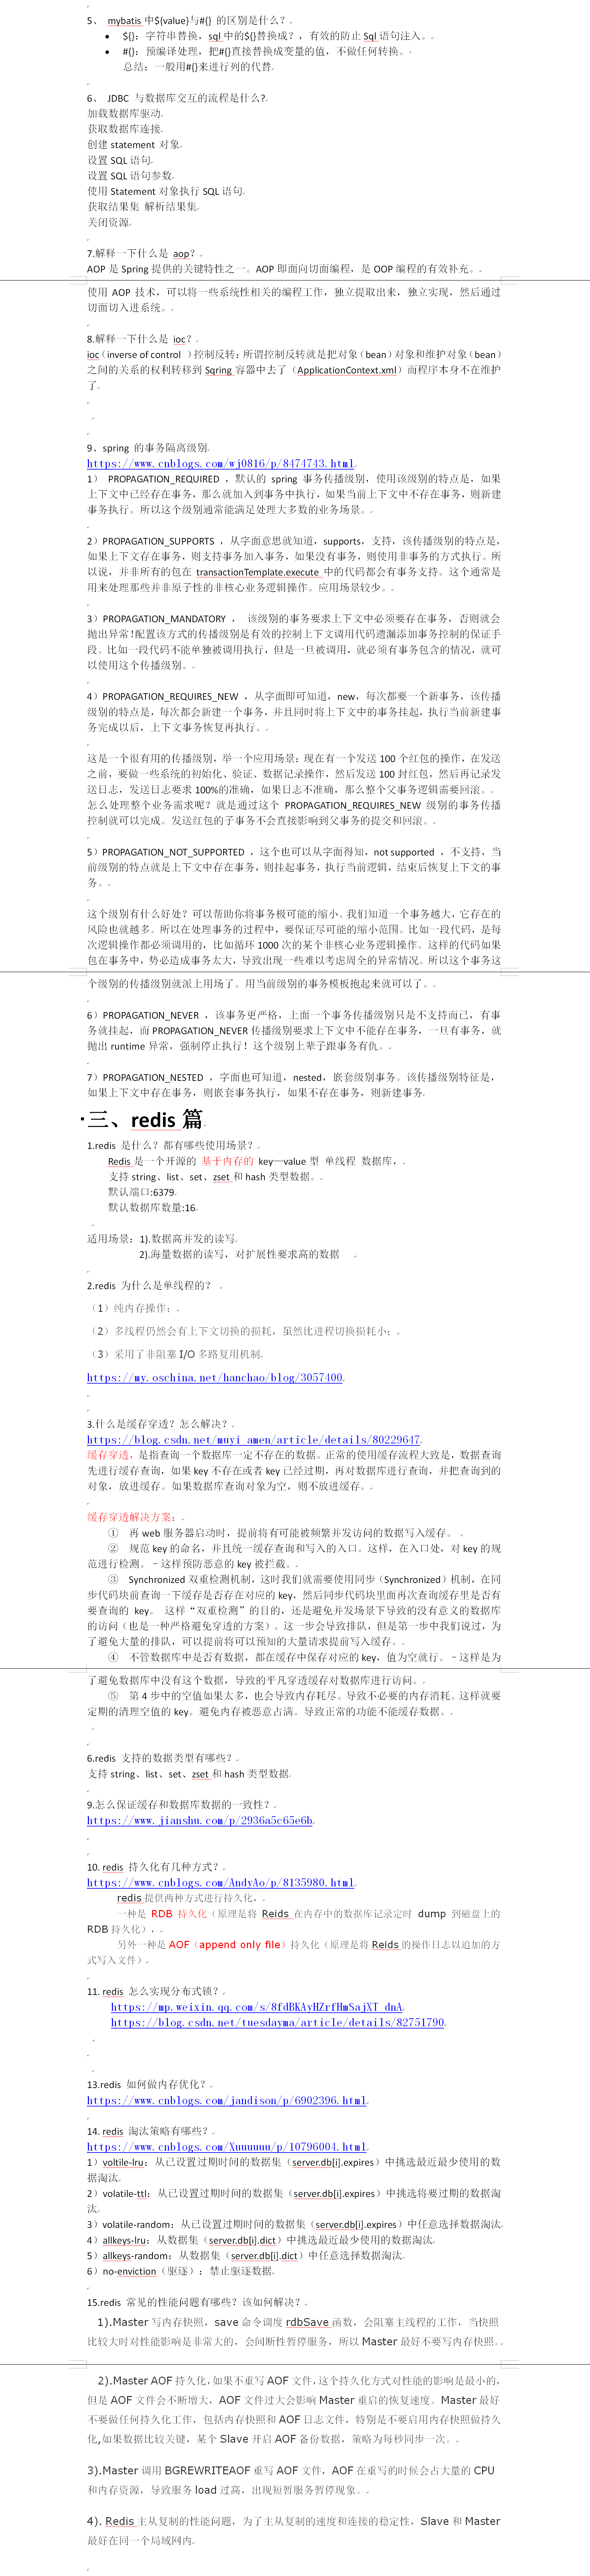 5、 mybatis 中${value}与#{} 的区别是什么？
● ${}：字符串替换，sql 中的${}替换成？，有效的防止 Sql 语句注入。
● #{}：预编译处理，把#{}直接替换成变量的值，不做任何转换。
总结：一般用#{}来进行列的代替
6、 JDBC 与数据库交互的流程是什么?
加载数据库驱动
获取数据库连接
创建 statement 对象
设置 SQL 语句
设置 SQL 语句参数
使用 Statement 对象执行 SQL 语句
获取结果集 解析结果集
关闭资源
7.解释一下什么是 aop？
AOP 是 Spring 提供的关键特性之一。AOP 即面向切面编程，是 OOP 编程的有效补充。
使用 AOP 技术，可以将一些系统性相关的编程工作，独立提取出来，独立实现，然后通过
切面切入进系统。
8.解释一下什么是 ioc？
ioc（inverse of control ）控制反转：所谓控制反转就是把对象（bean）对象和维护对象（bean）
之间的关系的权利转移到 Sqring 容器中去了（ApplicationContext.xml）而程序本身不在维护
了
9、spring 的事务隔离级别
https://www.cnblogs.com/wj0816/p/8474743.html
1） PROPAGATION_REQUIRED ，默认的 spring 事务传播级别，使用该级别的特点是，如果
上下文中已经存在事务，那么就加入到事务中执行，如果当前上下文中不存在事务，则新建
事务执行。所以这个级别通常能满足处理大多数的业务场景。
2）PROPAGATION_SUPPORTS ，从字面意思就知道，supports，支持，该传播级别的特点是，
如果上下文存在事务，则支持事务加入事务，如果没有事务，则使用非事务的方式执行。所
以说，并非所有的包在 transactionTemplate.execute 中的代码都会有事务支持。这个通常是
用来处理那些并非原子性的非核心业务逻辑操作。应用场景较少。
3）PROPAGATION_MANDATORY ， 该级别的事务要求上下文中必须要存在事务，否则就会
抛出异常！配置该方式的传播级别是有效的控制上下文调用代码遗漏添加事务控制的保证手
段。比如一段代码不能单独被调用执行，但是一旦被调用，就必须有事务包含的情况，就可
以使用这个传播级别。
4）PROPAGATION_REQUIRES_NEW ，从字面即可知道，new，每次都要一个新事务，该传播
级别的特点是，每次都会新建一个事务，并且同时将上下文中的事务挂起，执行当前新建事
务完成以后，上下文事务恢复再执行。
这是一个很有用的传播级别，举一个应用场景：现在有一个发送 100 个红包的操作，在发送
之前，要做一些系统的初始化、验证、数据记录操作，然后发送 100 封红包，然后再记录发
送日志，发送日志要求 100%的准确，如果日志不准确，那么整个父事务逻辑需要回滚。
怎么处理整个业务需求呢？就是通过这个 PROPAGATION_REQUIRES_NEW 级别的事务传播
控制就可以完成。发送红包的子事务不会直接影响到父事务的提交和回滚。
5）PROPAGATION_NOT_SUPPORTED ，这个也可以从字面得知，not supported ，不支持，当
前级别的特点就是上下文中存在事务，则挂起事务，执行当前逻辑，结束后恢复上下文的事
务。
这个级别有什么好处？可以帮助你将事务极可能的缩小。我们知道一个事务越大，它存在的
风险也就越多。所以在处理事务的过程中，要保证尽可能的缩小范围。比如一段代码，是每
次逻辑操作都必须调用的，比如循环 1000 次的某个非核心业务逻辑操作。这样的代码如果
包在事务中，势必造成事务太大，导致出现一些难以考虑周全的异常情况。所以这个事务这
个级别的传播级别就派上用场了。用当前级别的事务模板抱起来就可以了。
6）PROPAGATION_NEVER ，该事务更严格，上面一个事务传播级别只是不支持而已，有事
务就挂起，而 PROPAGATION_NEVER 传播级别要求上下文中不能存在事务，一旦有事务，就
抛出 runtime 异常，强制停止执行！这个级别上辈子跟事务有仇。
7）PROPAGATION_NESTED ，字面也可知道，nested，嵌套级别事务。该传播级别特征是，
如果上下文中存在事务，则嵌套事务执行，如果不存在事务，则新建事务
三、redis 篇
1.redis 是什么？都有哪些使用场景？
Redis 是一个开源的 基于内存的 key—value 型 单线程 数据库，
支持 string、list、set、zset 和 hash 类型数据。
默认端口:6379
默认数据库数量:16
适用场景：1).数据高并发的读写
2).海量数据的读写，对扩展性要求高的数据
2.redis 为什么是单线程的？
（1）纯内存操作；
（2）多线程仍然会有上下文切换的损耗，虽然比进程切换损耗小；
（3）采用了非阻塞 I/O 多路复用机制
https://my.oschina.net/hanchao/blog/3057400
3.什么是缓存穿透？怎么解决？
https://blog.csdn.net/muyi_amen/article/details/80229647
缓存穿透，是指查询一个数据库一定不存在的数据。正常的使用缓存流程大致是，数据查询
先进行缓存查询，如果 key 不存在或者 key 已经过期，再对数据库进行查询，并把查询到的
对象，放进缓存。如果数据库查询对象为空，则不放进缓存。
缓存穿透解决方案：
① 再 web 服务器启动时，提前将有可能被频繁并发访问的数据写入缓存。
② 规范 key 的命名，并且统一缓存查询和写入的入口。这样，在入口处，对 key 的规
范进行检测。–这样预防恶意的 key 被拦截。
③ Synchronized 双重检测机制，这时我们就需要使用同步（Synchronized）机制，在同
步代码块前查询一下缓存是否存在对应的 key，然后同步代码块里面再次查询缓存里是否有
要查询的 key。 这样“双重检测”的目的，还是避免并发场景下导致的没有意义的数据库
的访问（也是一种严格避免穿透的方案）。这一步会导致排队，但是第一步中我们说过，为
了避免大量的排队，可以提前将可以预知的大量请求提前写入缓存。
④ 不管数据库中是否有数据，都在缓存中保存对应的 key，值为空就行。–这样是为
了避免数据库中没有这个数据，导致的平凡穿透缓存对数据库进行访问。
⑤ 第 4 步中的空值如果太多，也会导致内存耗尽。导致不必要的内存消耗。这样就要
定期的清理空值的 key。避免内存被恶意占满。导致正常的功能不能缓存数据。
6.redis 支持的数据类型有哪些？
支持 string、list、set、zset 和 hash 类型数据
9.怎么保证缓存和数据库数据的一致性？
https://www.jianshu.com/p/2936a5c65e6b
10. redis 持久化有几种方式？
https://www.cnblogs.com/AndyAo/p/8135980.html
redis 提供两种方式进行持久化，
一种是 RDB 持久化（原理是将 Reids 在内存中的数据库记录定时 dump 到磁盘上的
RDB 持久化），
另外一种是 AOF（append only file）持久化（原理是将 Reids 的操作日志以追加的方
式写入文件）。
11. redis 怎么实现分布式锁？
https://mp.weixin.qq.com/s/8fdBKAyHZrfHmSajXT_dnA
https://blog.csdn.net/tuesdayma/article/details/82751790
13.redis 如何做内存优化？
https://www.cnblogs.com/jandison/p/6902396.html
14. redis 淘汰策略有哪些？
https://www.cnblogs.com/Xuuuuuu/p/10796004.html
1）voltile-lru：从已设置过期时间的数据集（server.db[i].expires）中挑选最近最少使用的数
据淘汰
2）volatile-ttl：从已设置过期时间的数据集（server.db[i].expires）中挑选将要过期的数据淘
汰
3）volatile-random：从已设置过期时间的数据集（server.db[i].expires）中任意选择数据淘汰
4）allkeys-lru：从数据集（server.db[i].dict）中挑选最近最少使用的数据淘汰
5）allkeys-random：从数据集（server.db[i].dict）中任意选择数据淘汰
6）no-enviction（驱逐）：禁止驱逐数据
15.redis 常见的性能问题有哪些？该如何解决？
1).Master 写内存快照，save 命令调度 rdbSave 函数，会阻塞主线程的工作，当快照
比较大时对性能影响是非常大的，会间断性暂停服务，所以 Master 最好不要写内存快照。
2).Master AOF 持久化，如果不重写 AOF 文件，这个持久化方式对性能的影响是最小的，
但是 AOF 文件会不断增大，AOF 文件过大会影响 Master 重启的恢复速度。Master 最好
不要做任何持久化工作，包括内存快照和 AOF 日志文件，特别是不要启用内存快照做持久
化,如果数据比较关键，某个 Slave 开启 AOF 备份数据，策略为每秒同步一次。
3).Master 调用 BGREWRITEAOF 重写 AOF 文件，AOF 在重写的时候会占大量的 CPU
和内存资源，导致服务 load 过高，出现短暂服务暂停现象。
4). Redis 主从复制的性能问题，为了主从复制的速度和连接的稳定性，Slave 和 Master
最好在同一个局域网内